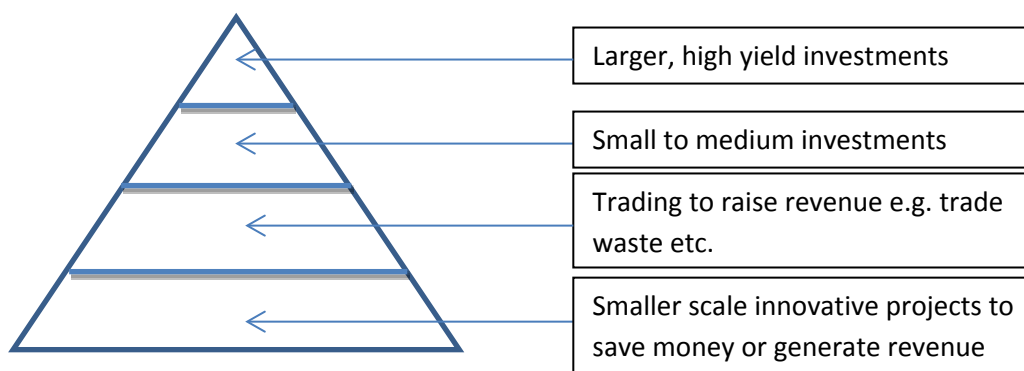 Larger, high yield investments
Small to medium investments
Trading to raise revenue e.g. trade
waste etc.
Smaller scale innovative projects to
save money or generate revenue